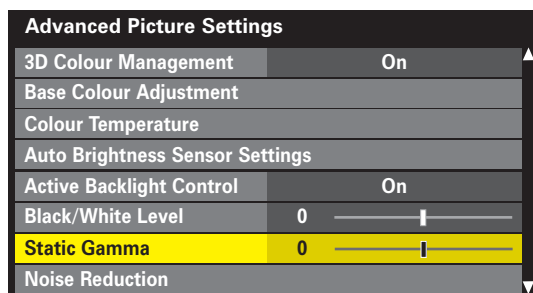 Advanced Picture Settings
3D Colour Management On
Base Colour Adjustment
Colour Temperature
Auto Brightness Sensor Settings
Active Backlight Control On
Black/White Level 0
Static Gamma 0
Noise Reduction